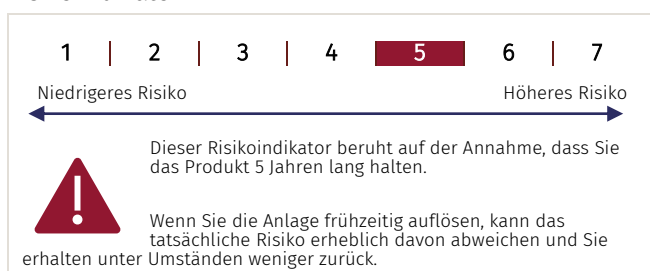 1 | 2 | 3 | 4 | 5 | 6 | 7
Niedrigeres Risiko Höheres Risiko
Dieser Risikoindikator beruht auf der Annahme, dass Sie
das Produkt 5 Jahren lang halten.
Wenn Sie die Anlage frühzeitig auflösen, kann das
tatsächliche Risiko erheblich davon abweichen und Sie
erhalten unter Umständen weniger zurück.